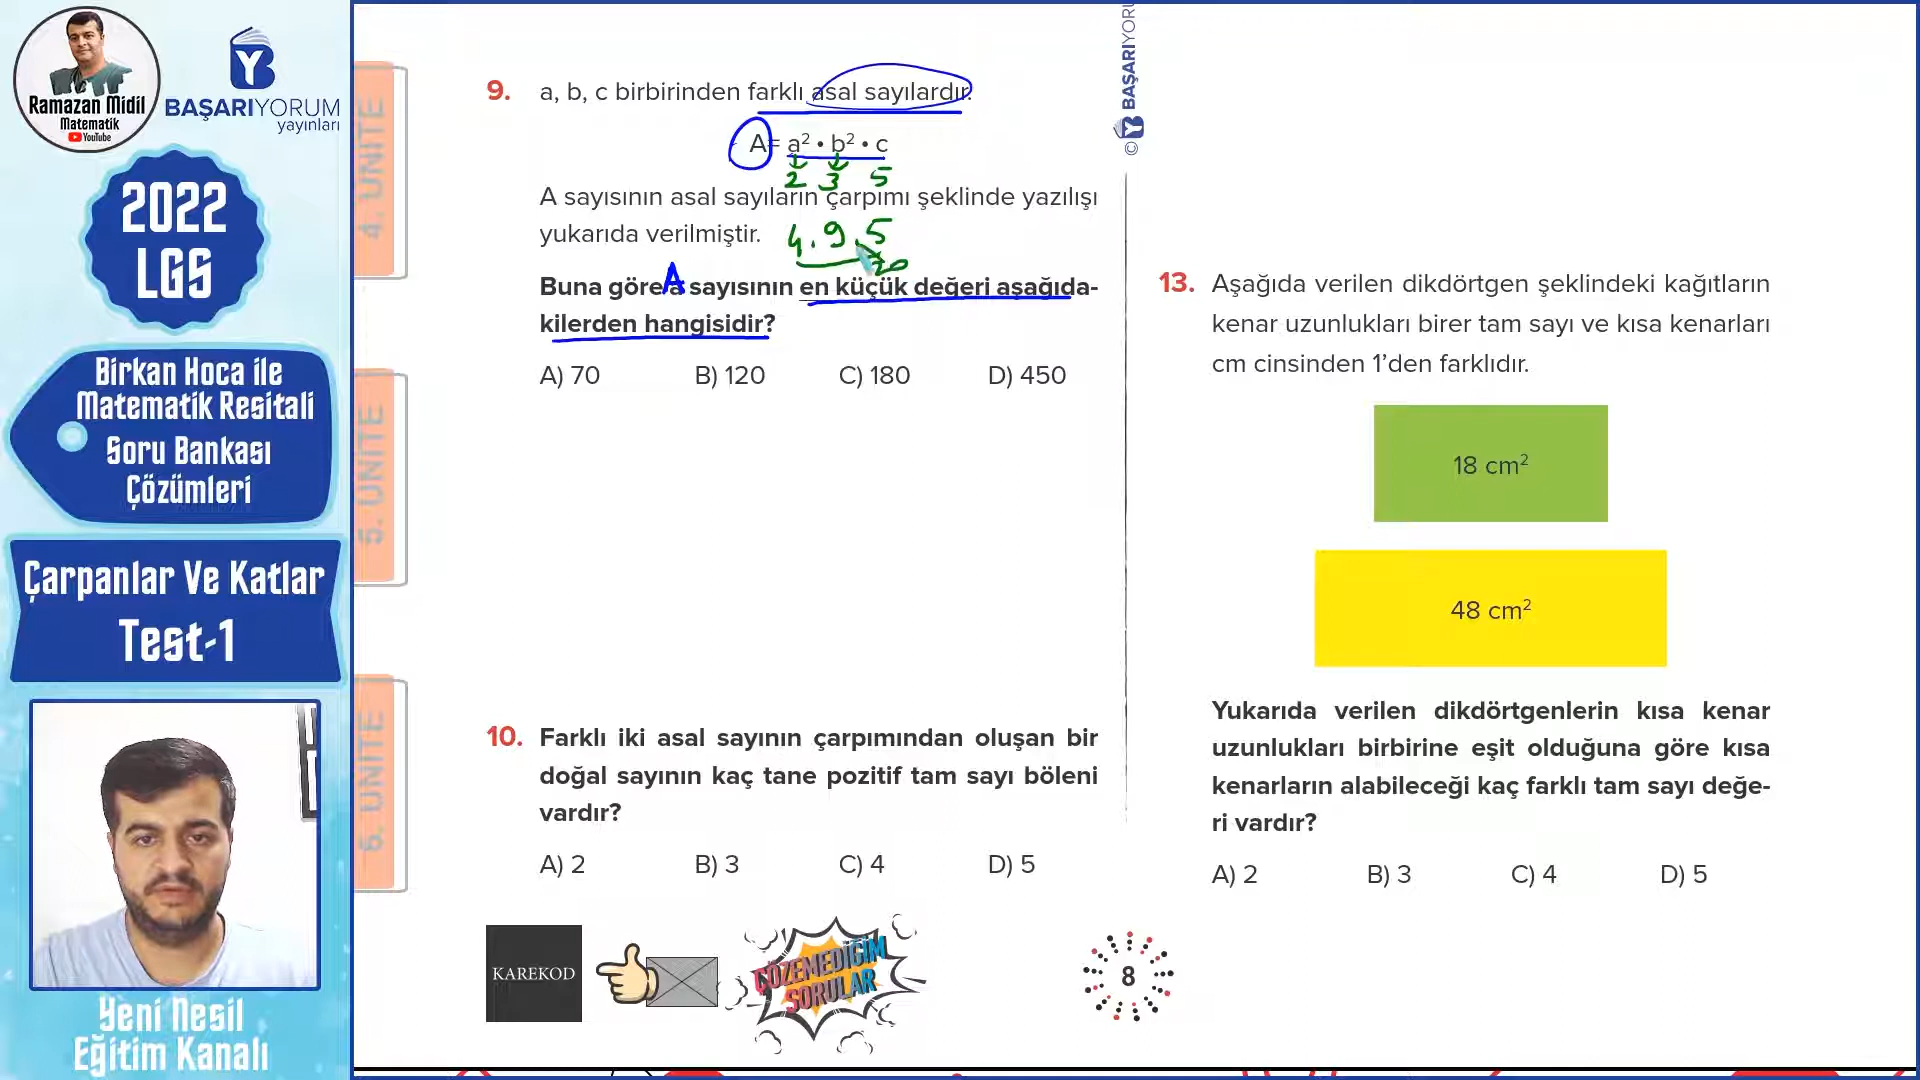 Ramazan Midil
Matematik
YouTube
BAŞARIYORUM
yayınları
2022
LGS
Birkan Hoca ile
Matematik Resitali
Soru Bankası
Çözümleri
Çarpanlar Ve Katlar
Test-1
Yeni Nesil
Eğitim Kanalı
4. ÜNİTE
5. ÜNİTE
6. ÜNİTE
9. a, b, c birbirinden farklı asal sayılardır.
A= a² • b² • c
2 3 5
A sayısının asal sayıların çarpımı şeklinde yazılışı
yukarıda verilmiştir.
4 . 9 . 5
20
A
Buna göre a sayısının en küçük değeri aşağıda-
kilerden hangisidir?
A) 70 B) 120 C) 180 D) 450
10. Farklı iki asal sayının çarpımından oluşan bir
doğal sayının kaç tane pozitif tam sayı böleni
vardır?
A) 2 B) 3 C) 4 D) 5
KAREKOD
ÇÖZEMEDİĞİM
SORULAR
8
© BAŞARIYORU
13. Aşağıda verilen dikdörtgen şeklindeki kağıtların
kenar uzunlukları birer tam sayı ve kısa kenarları
cm cinsinden 1’den farklıdır.
18 cm²
48 cm²
Yukarıda verilen dikdörtgenlerin kısa kenar
uzunlukları birbirine eşit olduğuna göre kısa
kenarların alabileceği kaç farklı tam sayı değe-
ri vardır?
A) 2 B) 3 C) 4 D) 5